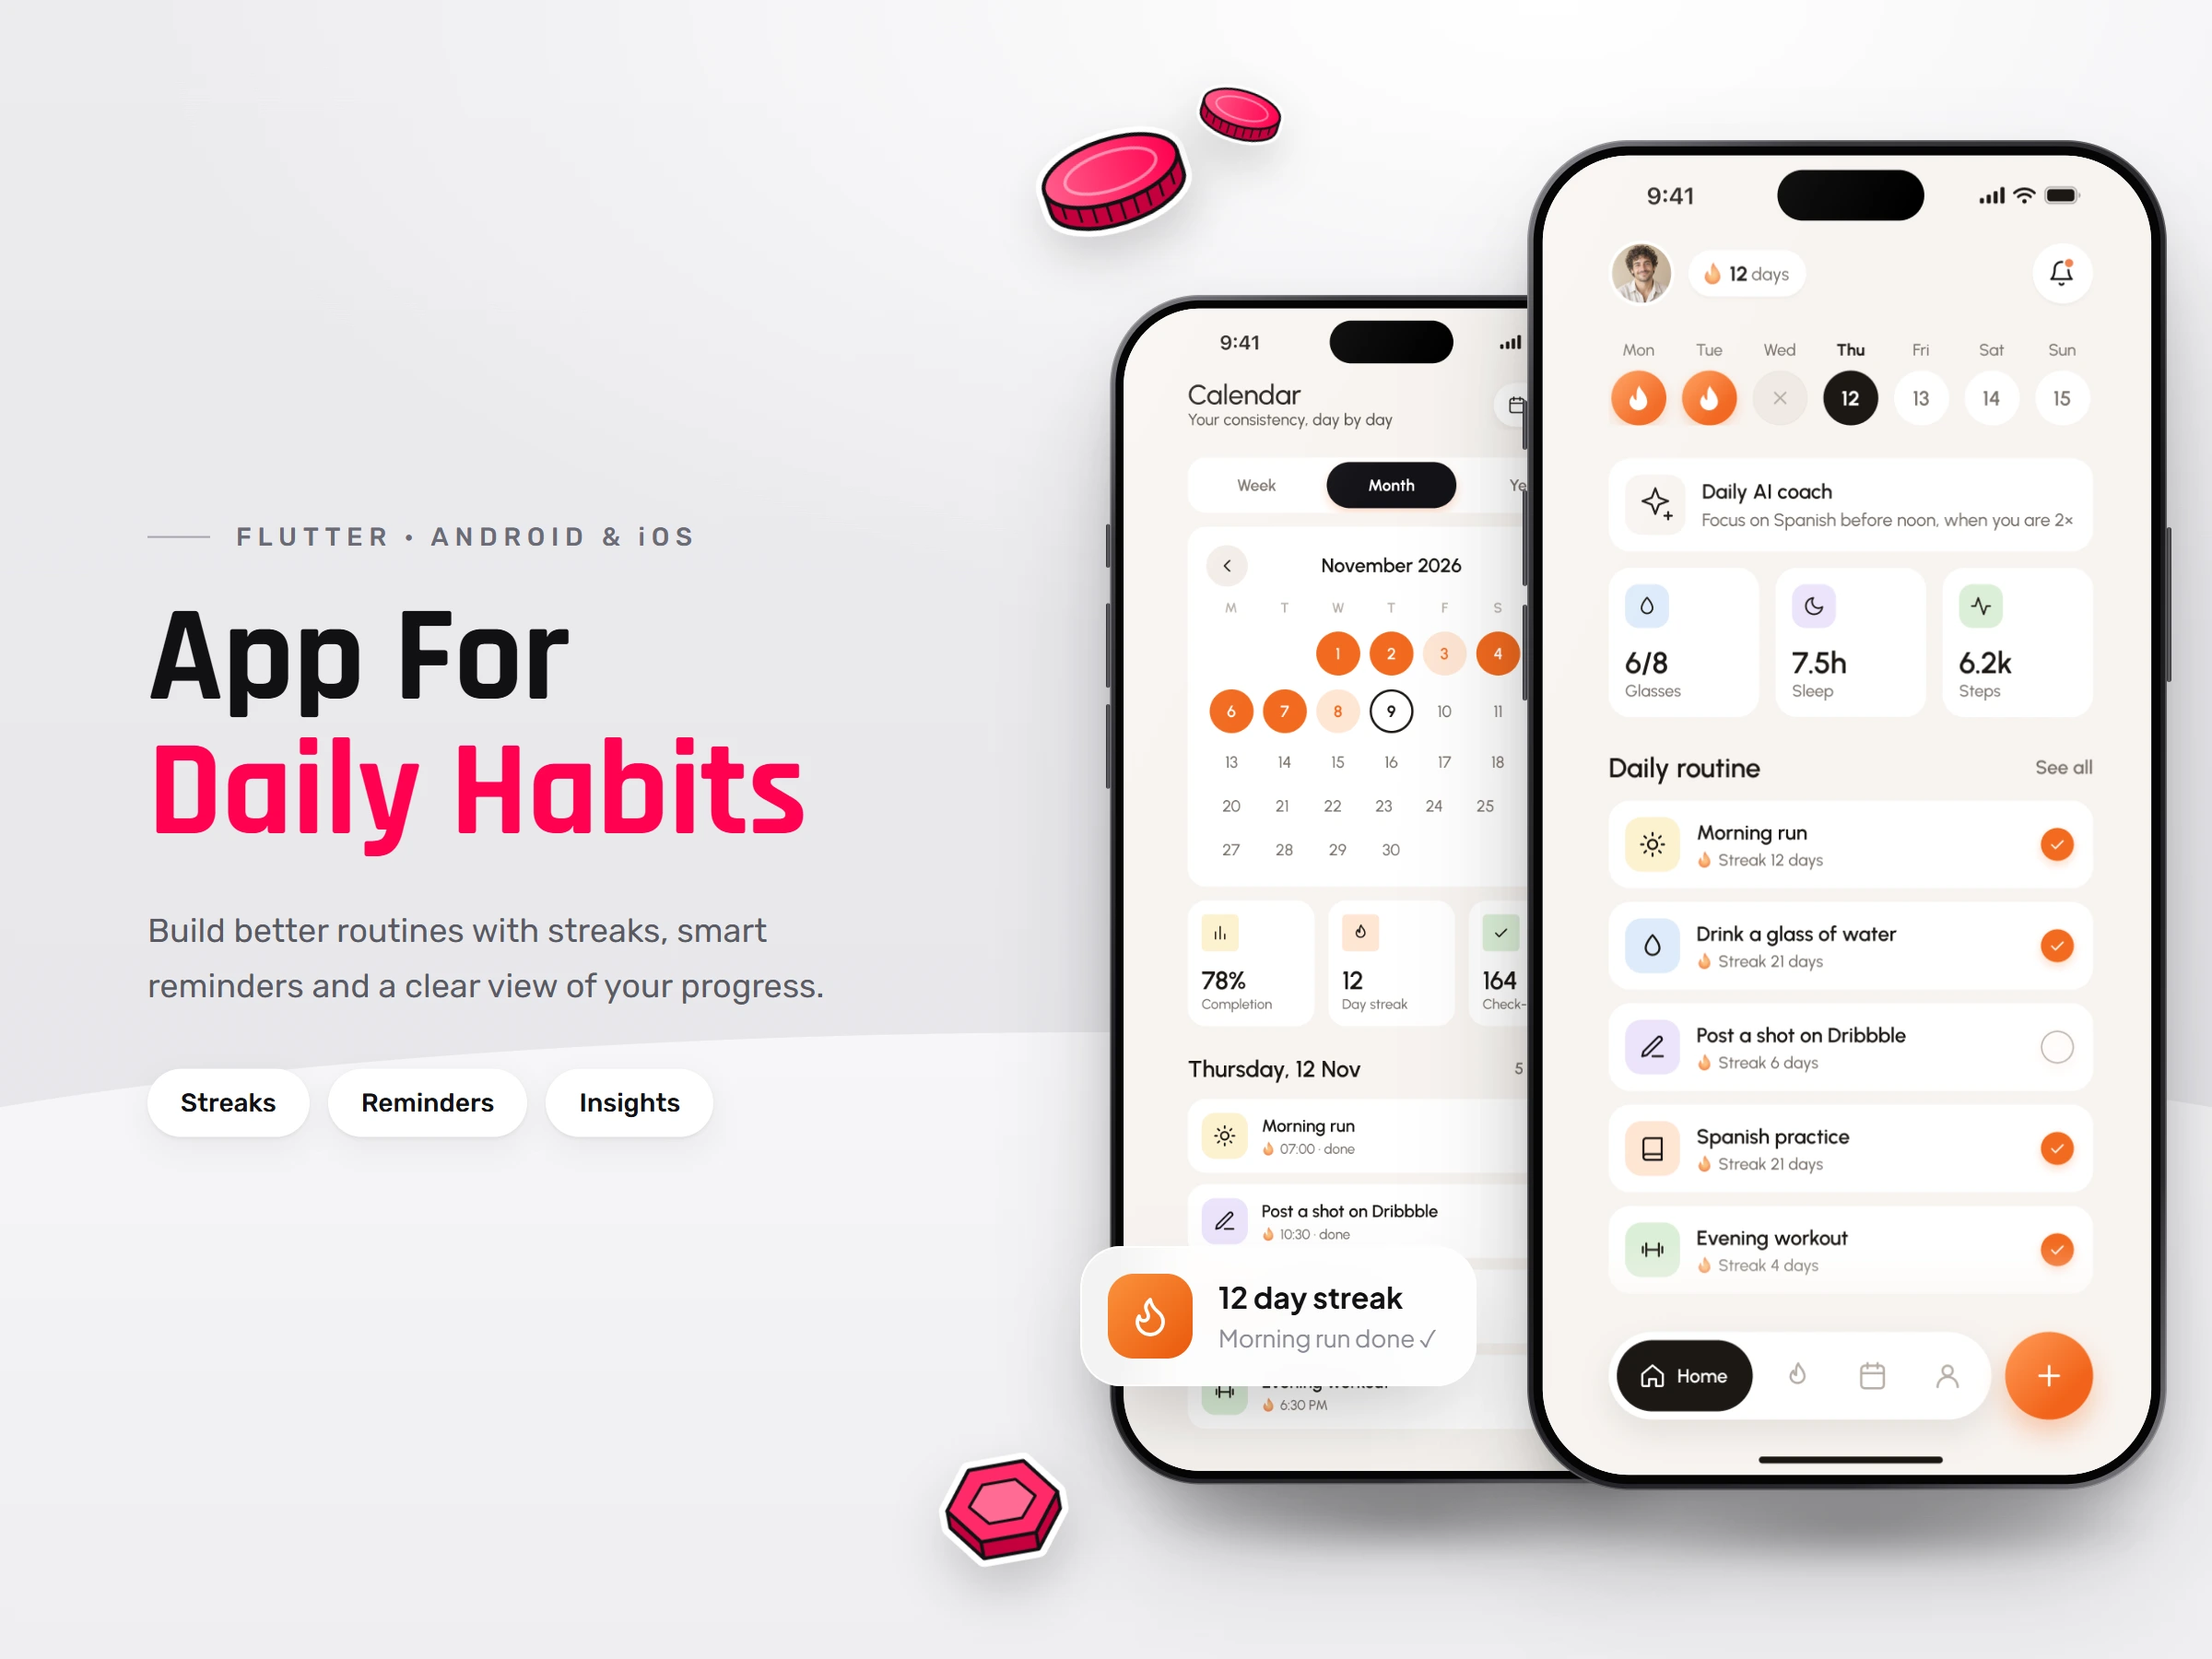 FLUTTER • ANDROID & iOS
App For
Daily Habits
Build better routines with streaks, smart
reminders and a clear view of your progress.
Streaks
Reminders
Insights
9:41
Calendar
Your consistency, day by day
Week
Month
Ye
November 2026
M T W T F S
1 2 3 4
6 7 8 9 10 11
13 14 15 16 17 18
20 21 22 23 24 25
27 28 29 30
78%
Completion
12
Day streak
164
Check-
Thursday, 12 Nov
5
Morning run
07:00 · done
Post a shot on Dribbble
10:30 · done
12 day streak
Morning run done ✓
Evening workout
6:30 PM
9:41
12 days
Mon Tue Wed Thu Fri Sat Sun
12 13 14 15
Daily AI coach
Focus on Spanish before noon, when you are 2×
6/8
Glasses
7.5h
Sleep
6.2k
Steps
Daily routine
See all
Morning run
Streak 12 days
Drink a glass of water
Streak 21 days
Post a shot on Dribbble
Streak 6 days
Spanish practice
Streak 21 days
Evening workout
Streak 4 days
Home